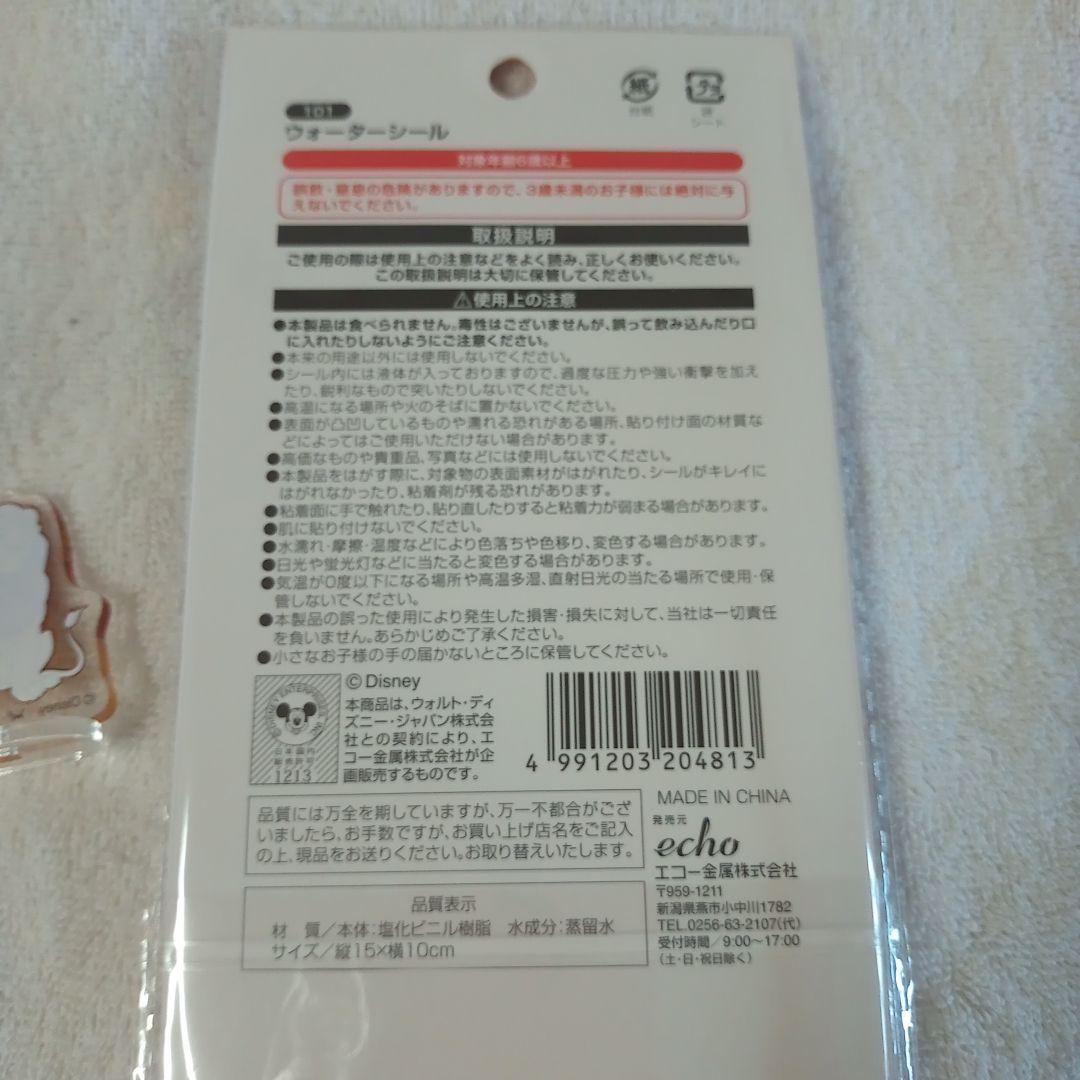 101
ウォーターシール
紙
台紙
プラ
袋
シート
対象年齢6歳以上
誤飲・窒息の危険がありますので、3歳未満のお子様には絶対に与
えないでください。
取扱説明
ご使用の際は使用上の注意などをよく読み、正しくお使いください。
この取扱説明は大切に保管してください。
⚠使用上の注意
●本製品は食べられません。毒性はございませんが、誤って飲み込んだり口
に入れたりしないようにご注意ください。
●本来の用途以外には使用しないでください。
●シール内には液体が入っておりますので、過度な圧力や強い衝撃を加え
たり、鋭利なもので突いたりしないでください。
●高温になる場所や火のそばに置かないでください。
●表面が凸凹しているものや濡れる恐れがある場所、貼り付け面の材質な
どによってはご使用いただけない場合があります。
●高価なものや貴重品、写真などには使用しないでください。
●本製品をはがす際に、対象物の表面素材がはがれたり、シールがキレイに
はがれなかったり、粘着剤が残る恐れがあります。
●粘着面に手で触れたり、貼り直したりすると粘着力が弱まる場合があります。
●肌に貼り付けないでください。
●水濡れ・摩擦・温度などにより色落ちや色移り、変色する場合があります。
●日光や蛍光灯などに当たると変色する場合があります。
●気温が0度以下になる場所や高温多湿、直射日光の当たる場所で使用・保
管しないでください。
●本製品の誤った使用により発生した損害・損失に対して、当社は一切責任
を負いません。あらかじめご了承ください。
●小さなお子様の手の届かないところに保管してください。
©Disney
本商品は、ウォルト・ディ
ズニー・ジャパン株式会
社との契約により、エ
コー金属株式会社が企
画販売するものです。
日本国内
販売許可
1213
4 991203 204813
品質には万全を期していますが、万一不都合がござ
いましたら、お手数ですが、お買い上げ店名をご記入
の上、現品をお送りください。お取り替えいたします。
MADE IN CHINA
発売元
echo
エコー金属株式会社
〒959-1211
新潟県燕市小中川1782
TEL.0256-63-2107(代)
受付時間/9:00〜17:00
(土・日・祝日除く)
品質表示
材 質/本体:塩化ビニル樹脂 水成分:蒸留水
サイズ/縦15×横10cm
©Disney